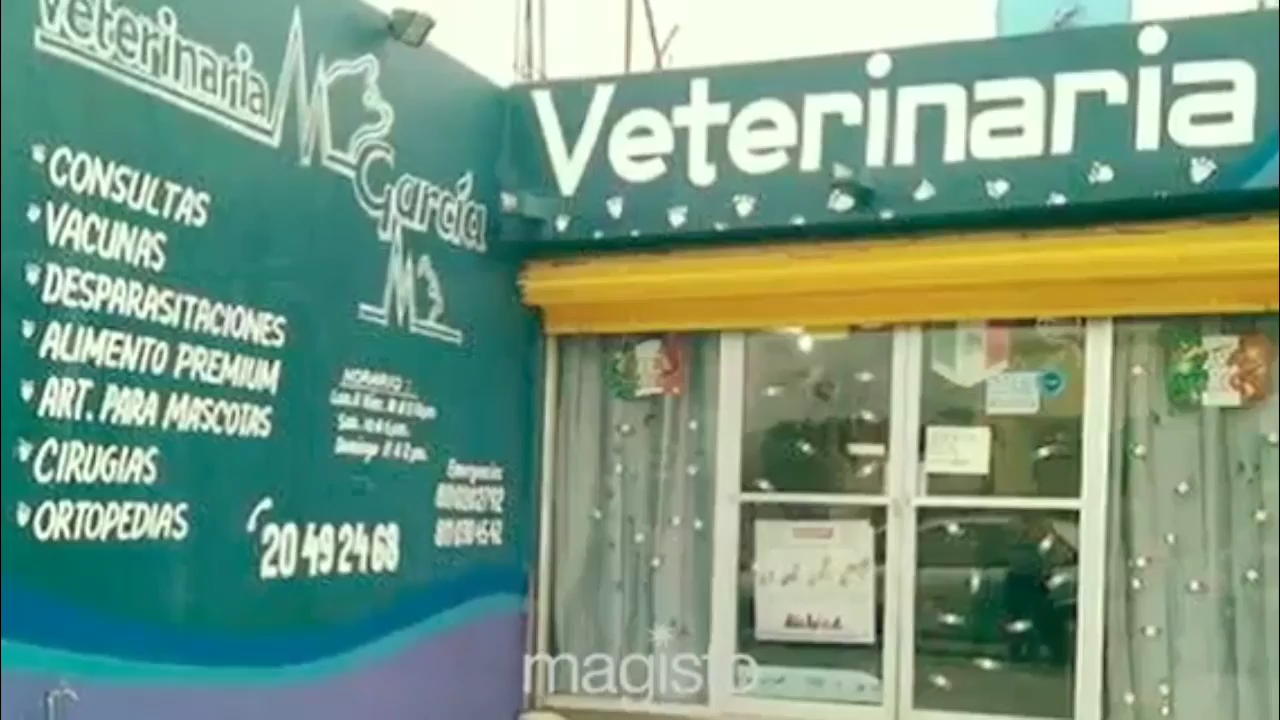 Veterinaria
García
CONSULTAS
VACUNAS
DESPARASITACIONES
ALIMENTO PREMIUM
ART. PARA MASCOTAS
CIRUGIAS
ORTOPEDIAS
HORARIO:
Emergencias
20 49 24 68
Veterinaria
magisto